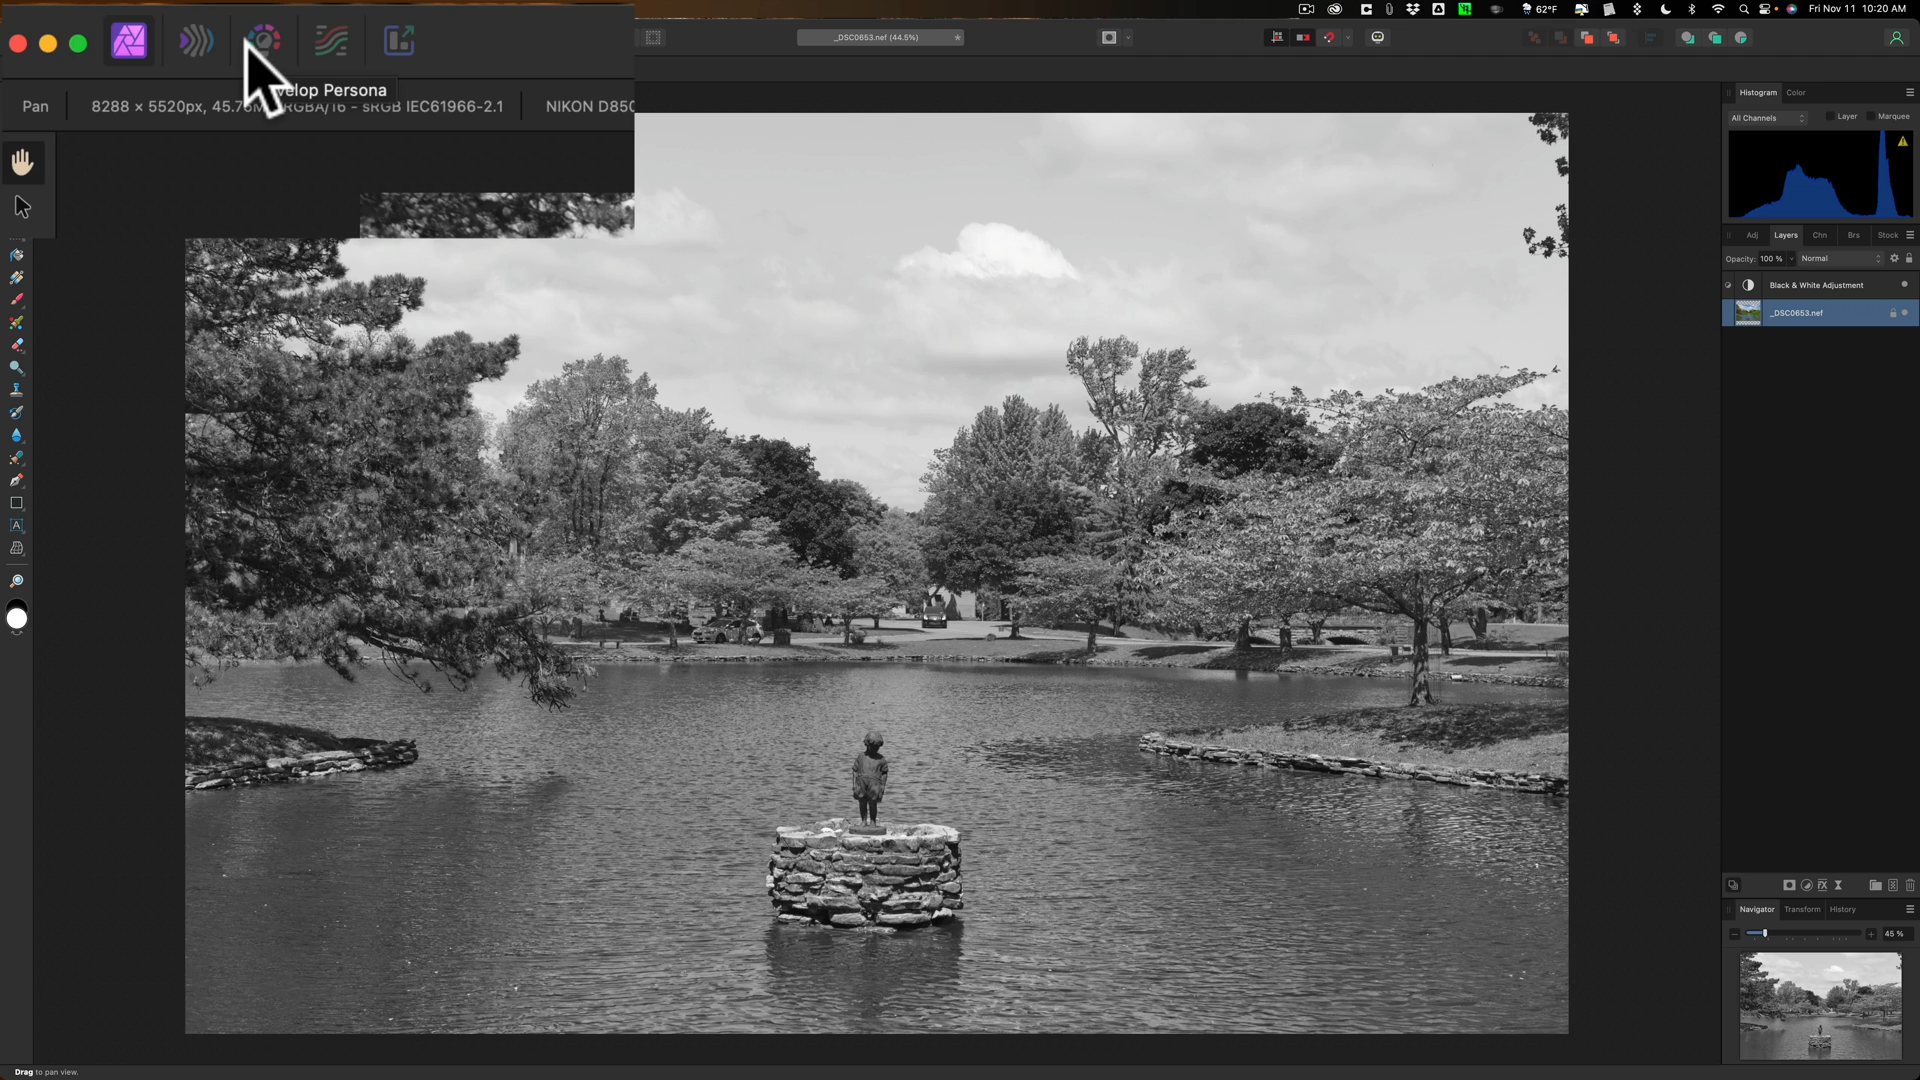 62°F
Fri Nov 11 10:20 AM
_DSC0653.nef (44.5%)
elop Persona
Pan
8288 × 5520px, 45.7
RGBA/16 - sRGB IEC61966-2.1
NIKON D850
Histogram
Color
All Channels
Layer
Marquee
Adj
Layers
Chn
Brs
Stock
Opacity:
100 %
Normal
Black & White Adjustment
_DSC0653.nef
Navigator
Transform
History
45 %
Drag to pan view.